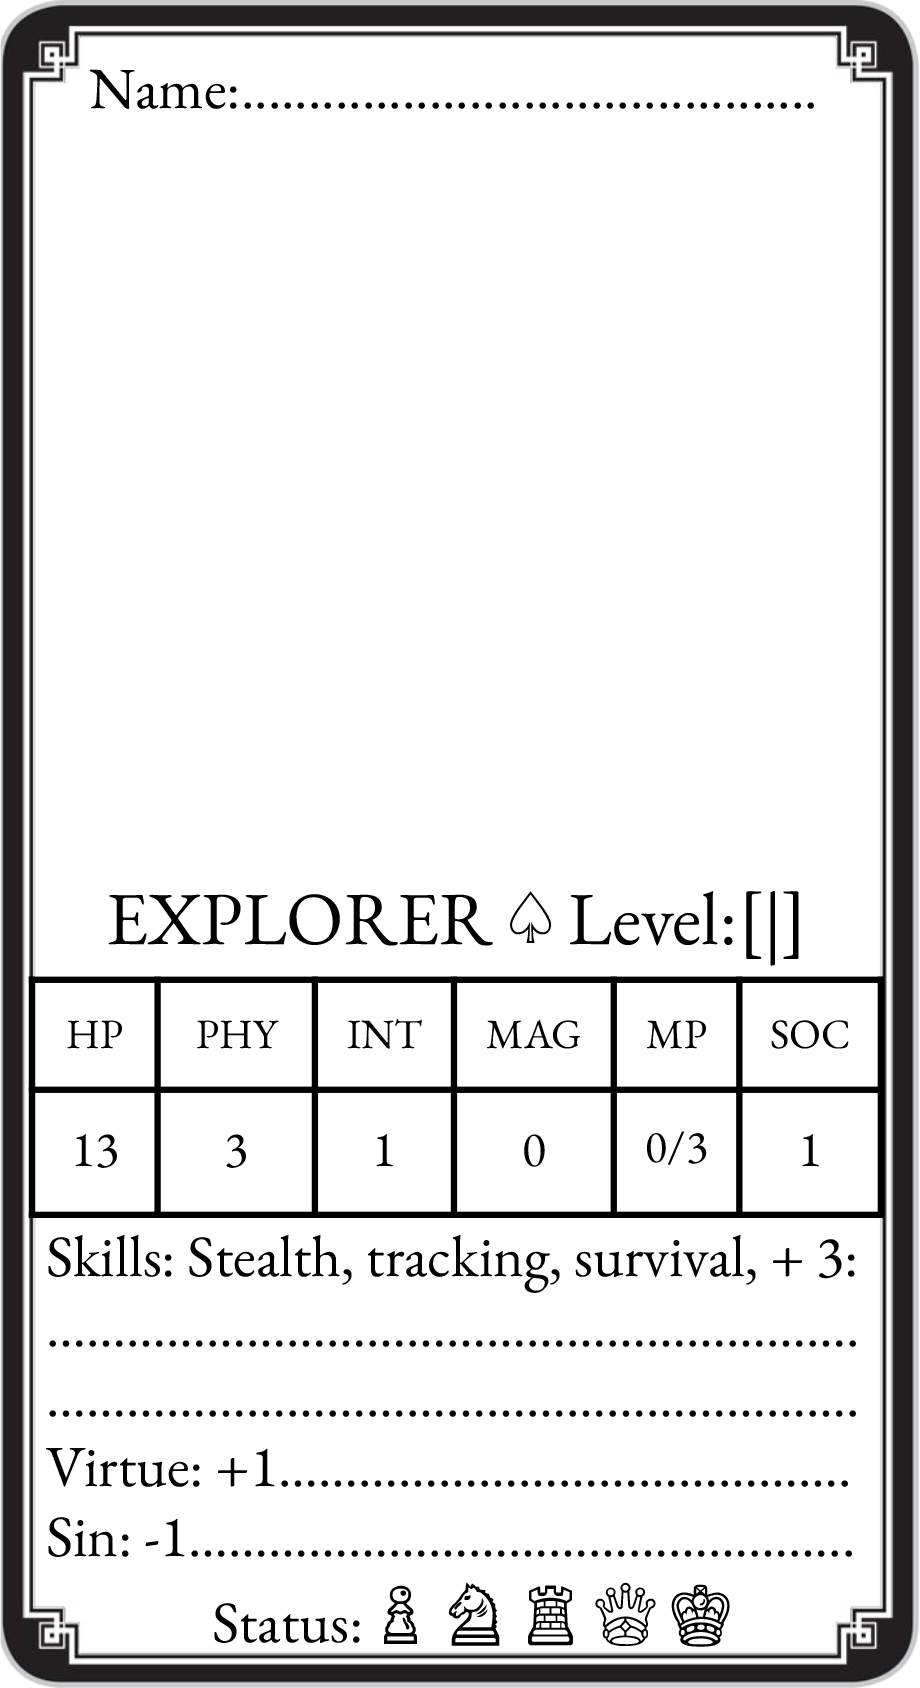 Name:...........................................
EXPLORER ♤ Level:[|]
HP PHY INT MAG MP SOC
13 3 1 0 0/3 1
Skills: Stealth, tracking, survival, + 3:
.............................................................
.............................................................
Virtue: +1...........................................
Sin: -1..................................................
Status: ♙ ♘ ♖ ♕ ♔